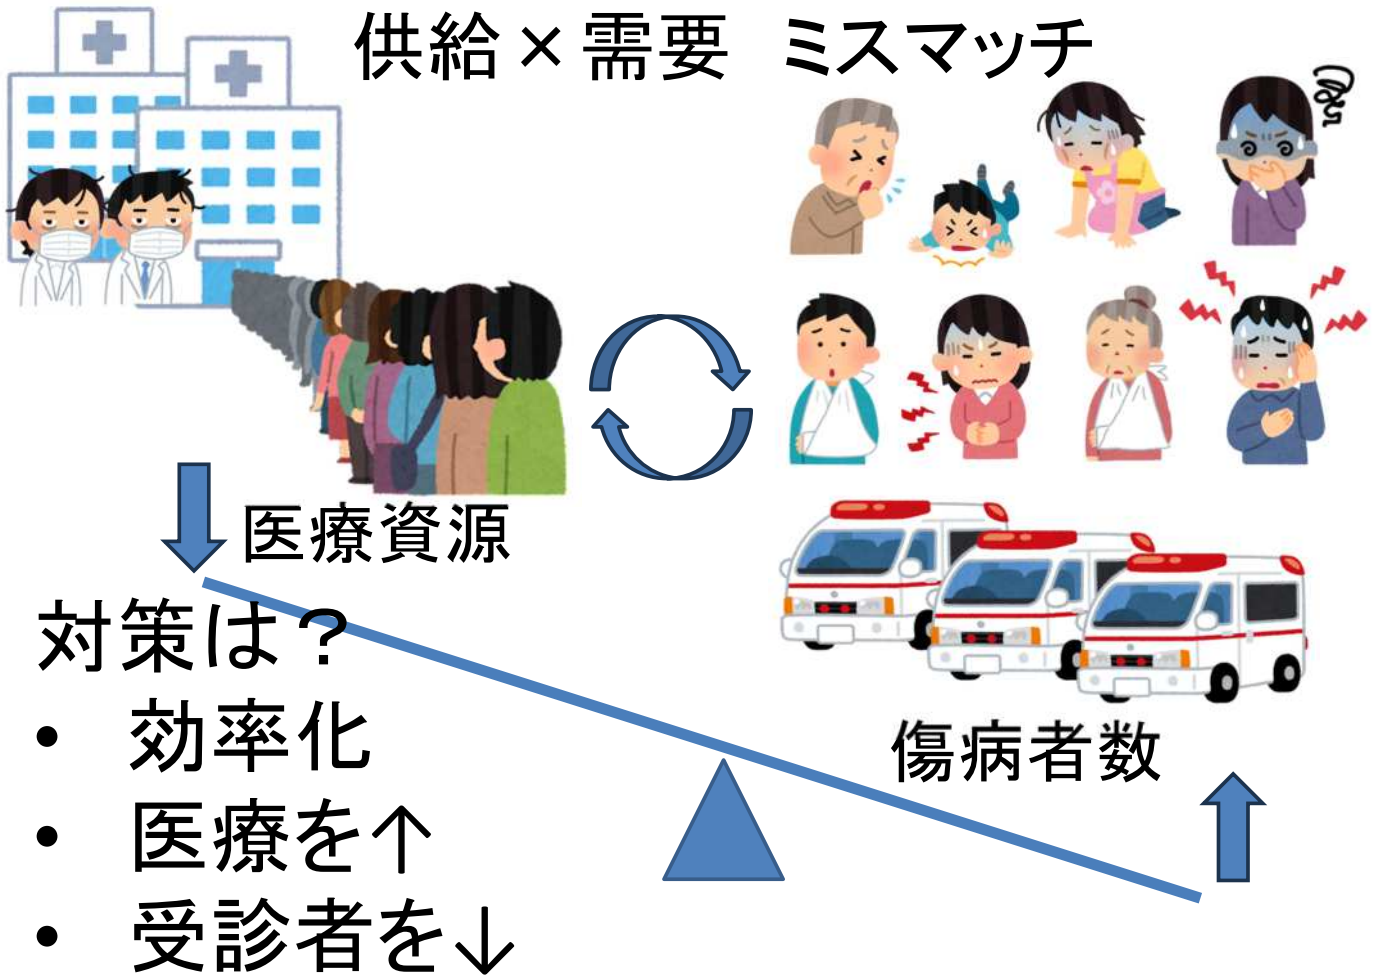 供給×需要　ミスマッチ
医療資源
対策は？
• 効率化
• 医療を↑
• 受診者を↓
傷病者数